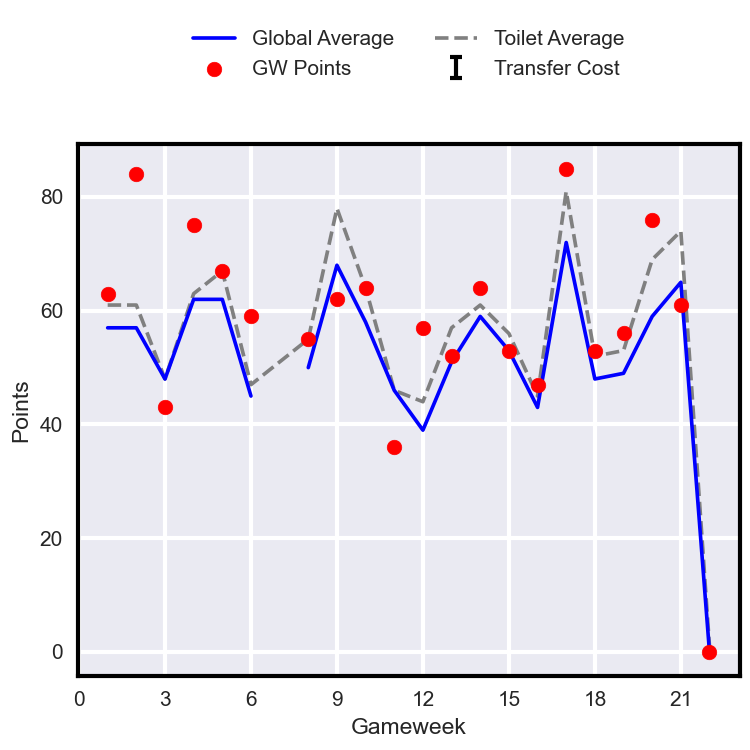 Global Average
Toilet Average
GW Points
Transfer Cost
80
60
40
20
0
Points
0 3 6 9 12 15 18 21
Gameweek